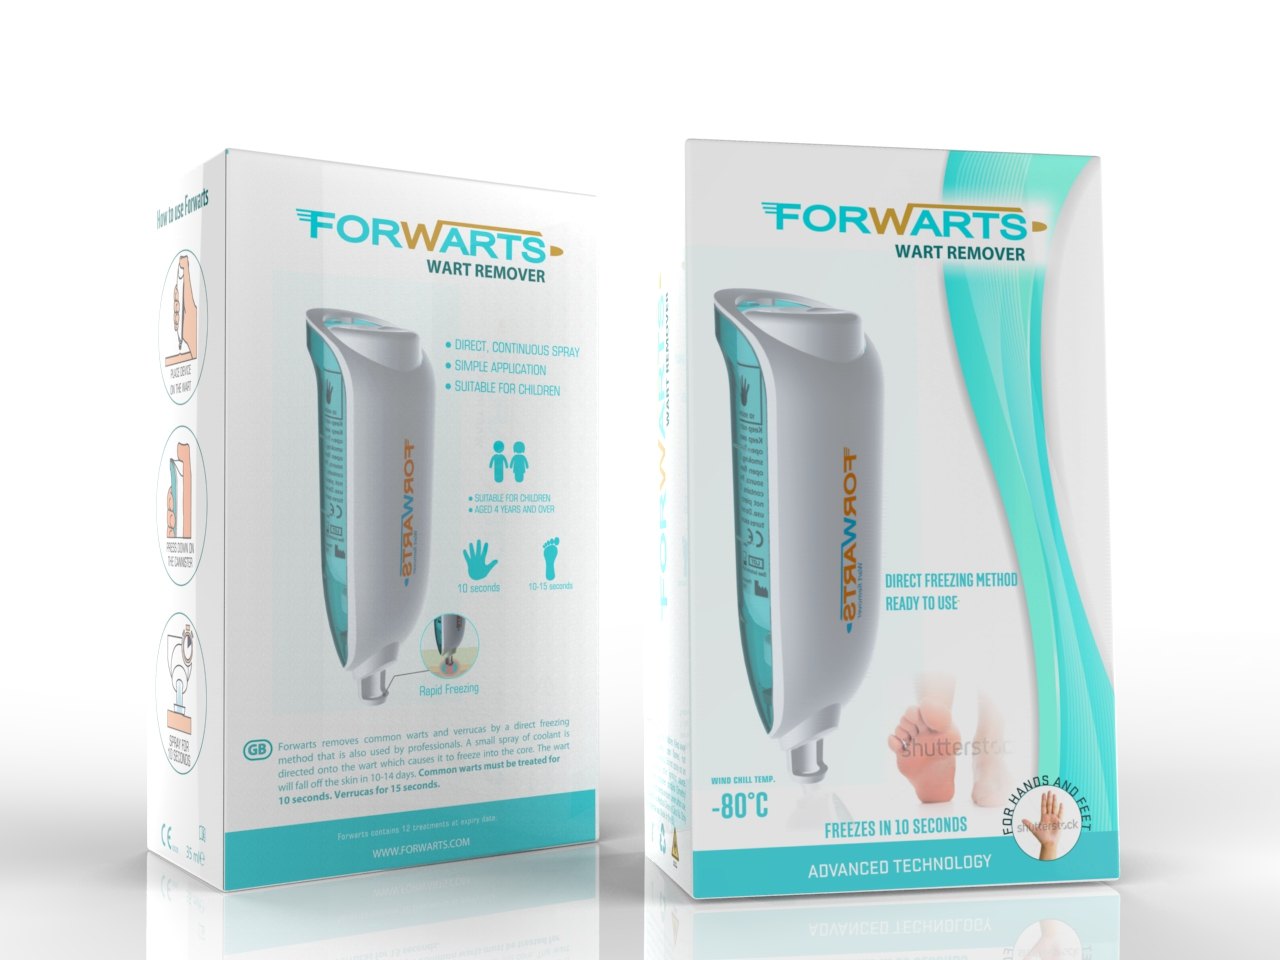 How to use Forwarts
PLACE DEVICE
ON THE WART
PRESS DOWN ON
THE CANNISTER
SPRAY FOR
10 SECONDS
CE
35 ml ℮
FORWARTS
WART REMOVER
• DIRECT, CONTINUOUS SPRAY
• SIMPLE APPLICATION
• SUITABLE FOR CHILDREN
• SUITABLE FOR CHILDREN
• AGED 4 YEARS AND OVER
10 seconds
10-15 seconds
FORWARTS
Rapid Freezing
GB
Forwarts removes common warts and verrucas by a direct freezing
method that is also used by professionals. A small spray of coolant is
directed onto the wart which causes it to freeze into the core. The wart
will fall off the skin in 10-14 days. Common warts must be treated for
10 seconds. Verrucas for 15 seconds.
Forwarts contains 12 treatments at expiry date.
WWW.FORWARTS.COM
FORWARTS
WART REMOVER
FORWARTS
WART REMOVER
FORWARTS
Wart Remover
CE
DIRECT FREEZING METHOD
READY TO USE
shutterstock
WIND CHILL TEMP.
-80°C
FREEZES IN 10 SECONDS
FOR HANDS AND FEET
shutterstock
ADVANCED TECHNOLOGY